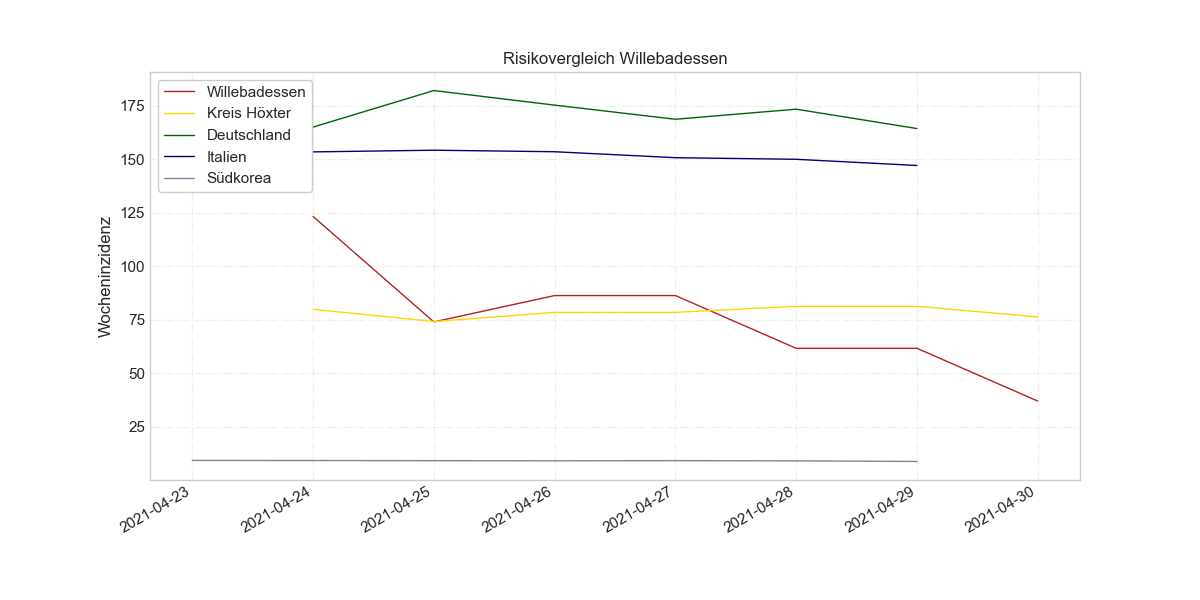 Risikovergleich Willebadessen
Willebadessen
Kreis Höxter
Deutschland
Italien
Südkorea
Wocheninzidenz
175
150
125
100
75
50
25
2021-04-23
2021-04-24
2021-04-25
2021-04-26
2021-04-27
2021-04-28
2021-04-29
2021-04-30